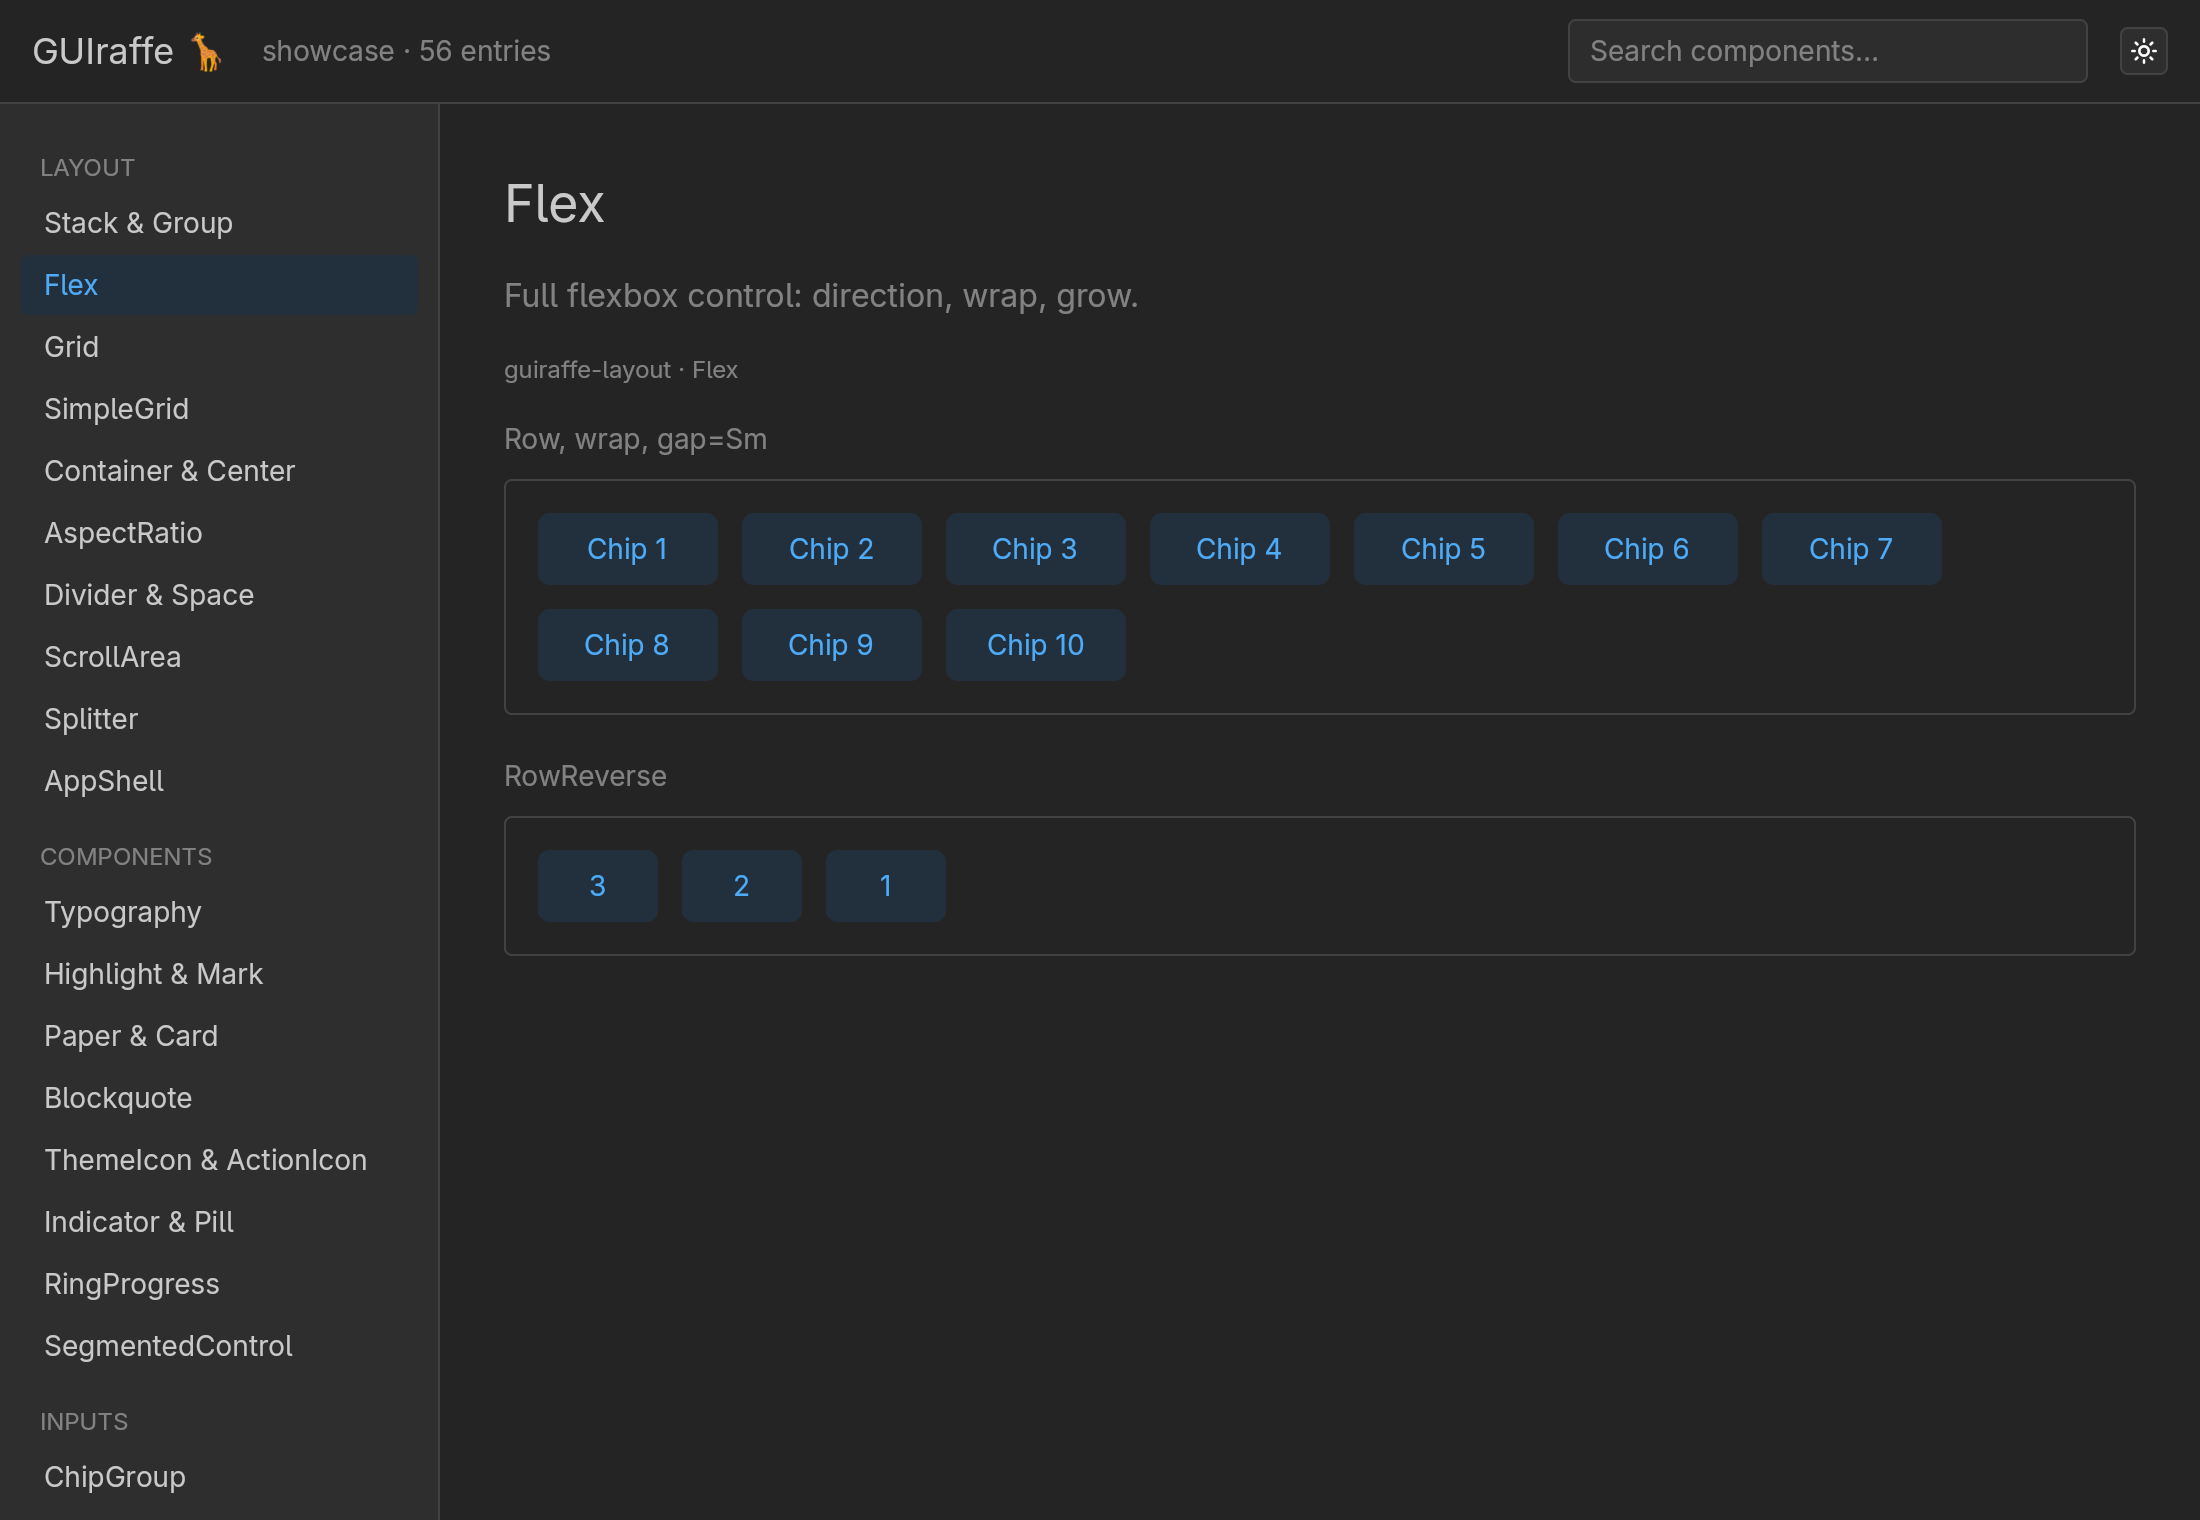 GUIraffe 🦒 showcase · 56 entries
Search components...
LAYOUT
Stack & Group
Flex
Grid
SimpleGrid
Container & Center
AspectRatio
Divider & Space
ScrollArea
Splitter
AppShell
COMPONENTS
Typography
Highlight & Mark
Paper & Card
Blockquote
ThemeIcon & ActionIcon
Indicator & Pill
RingProgress
SegmentedControl
INPUTS
ChipGroup
Flex
Full flexbox control: direction, wrap, grow.
guiraffe-layout · Flex
Row, wrap, gap=Sm
Chip 1 Chip 2 Chip 3 Chip 4 Chip 5 Chip 6 Chip 7
Chip 8 Chip 9 Chip 10
RowReverse
3 2 1